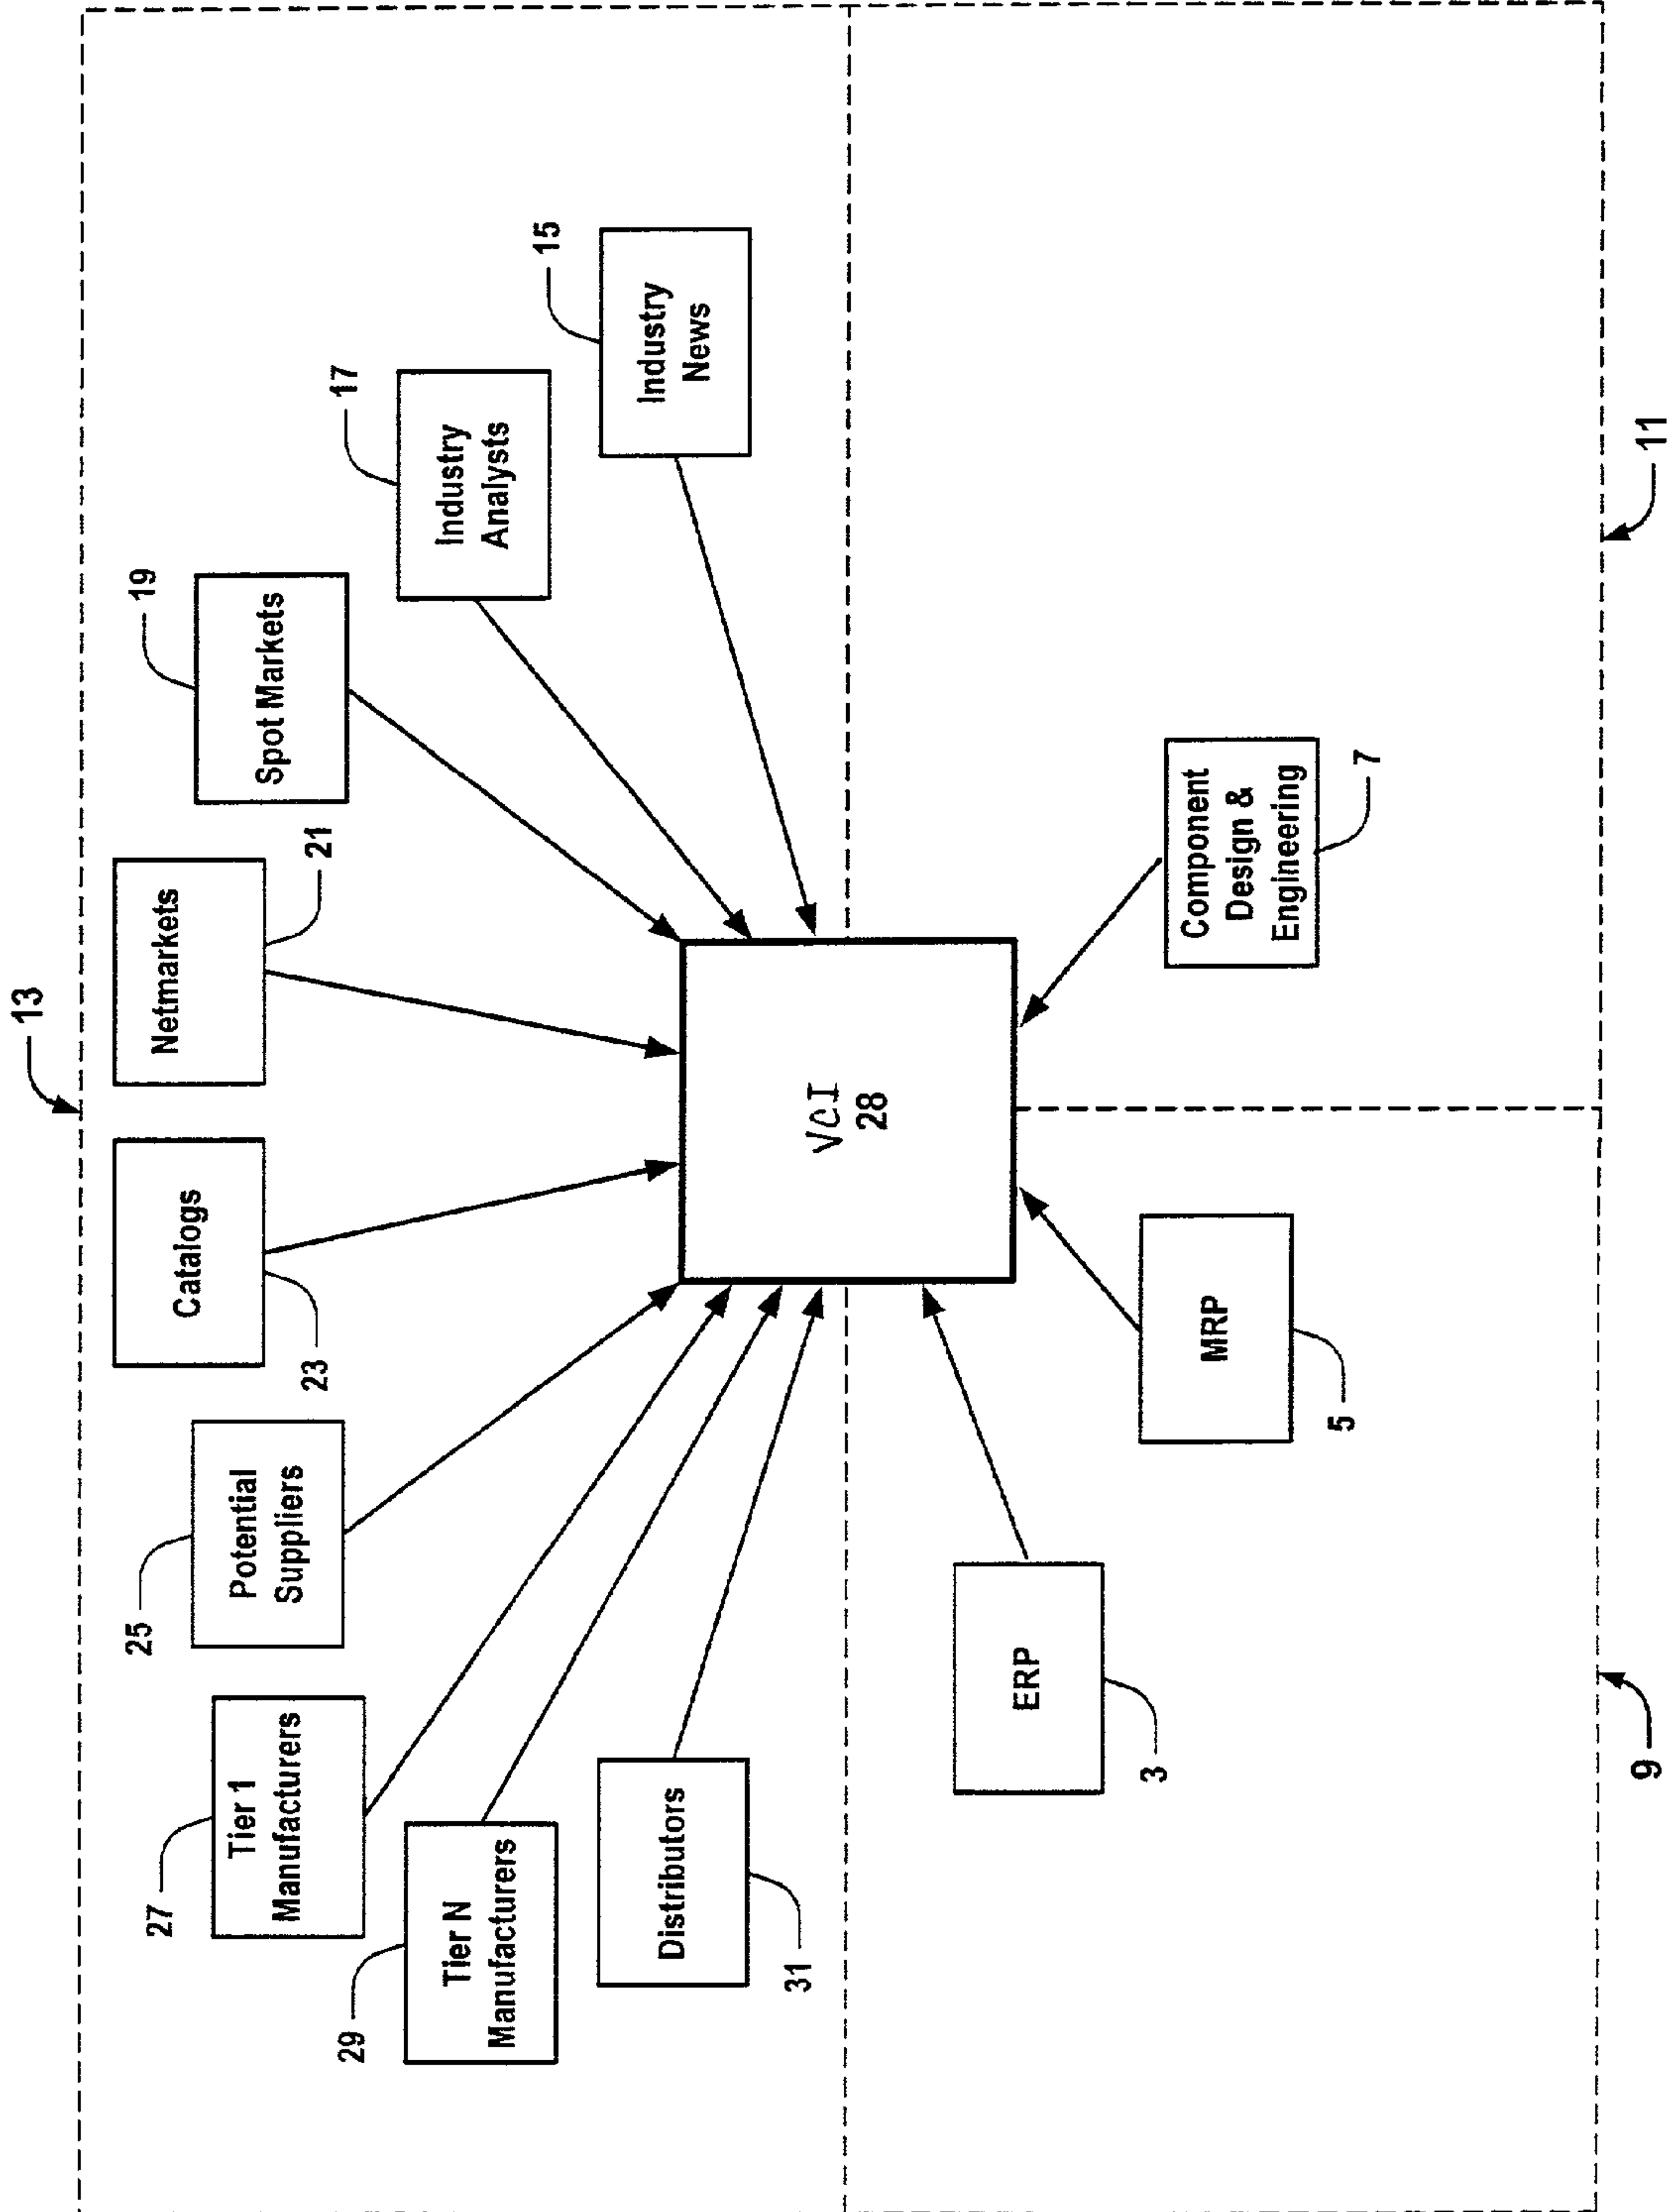 13
Catalogs
23
Netmarkets
21
25
Potential
Suppliers
19
Spot Markets
27
Tier 1
Manufacturers
17
Industry
Analysts
29
Tier N
Manufacturers
15
Industry
News
Distributors
31
VCI
28
ERP
3
MRP
5
Component
Design &
Engineering
7
9
11